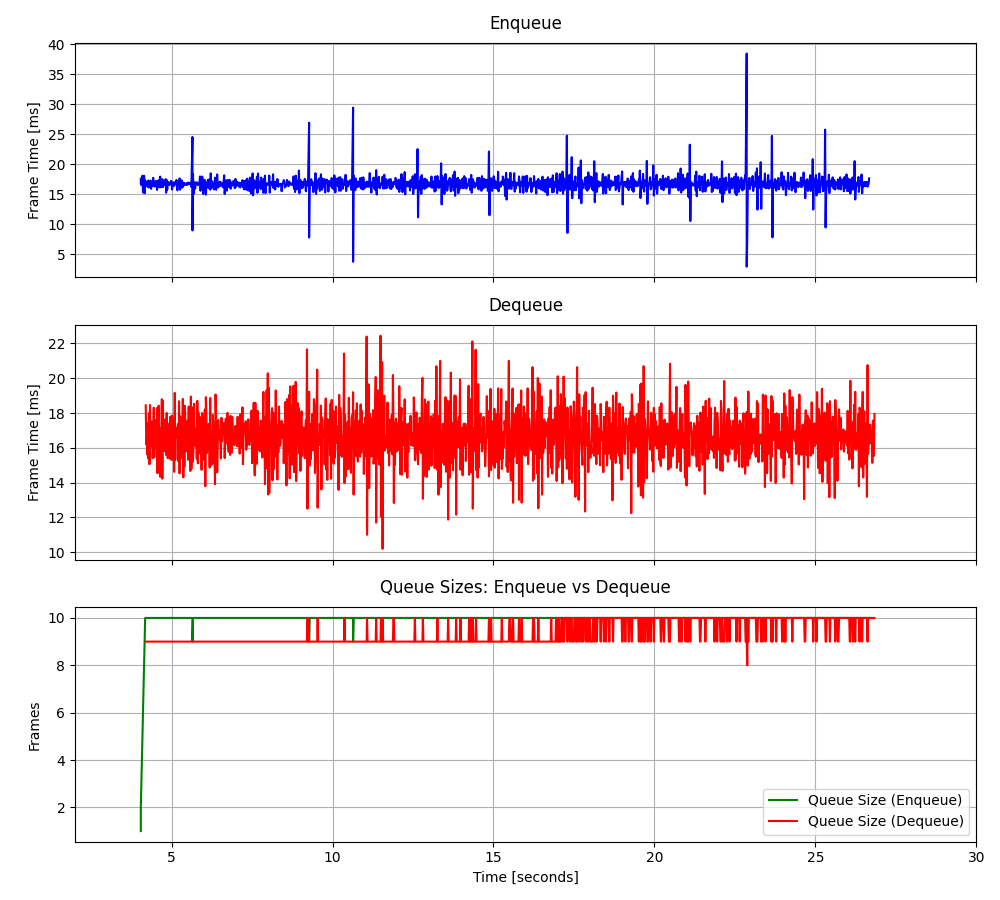 Enqueue
Frame Time [ms]
40
35
30
25
20
15
10
5
Dequeue
Frame Time [ms]
22
20
18
16
14
12
10
Queue Sizes: Enqueue vs Dequeue
Frames
10
8
6
4
2
Queue Size (Enqueue)
Queue Size (Dequeue)
5 10 15 20 25 30
Time [seconds]